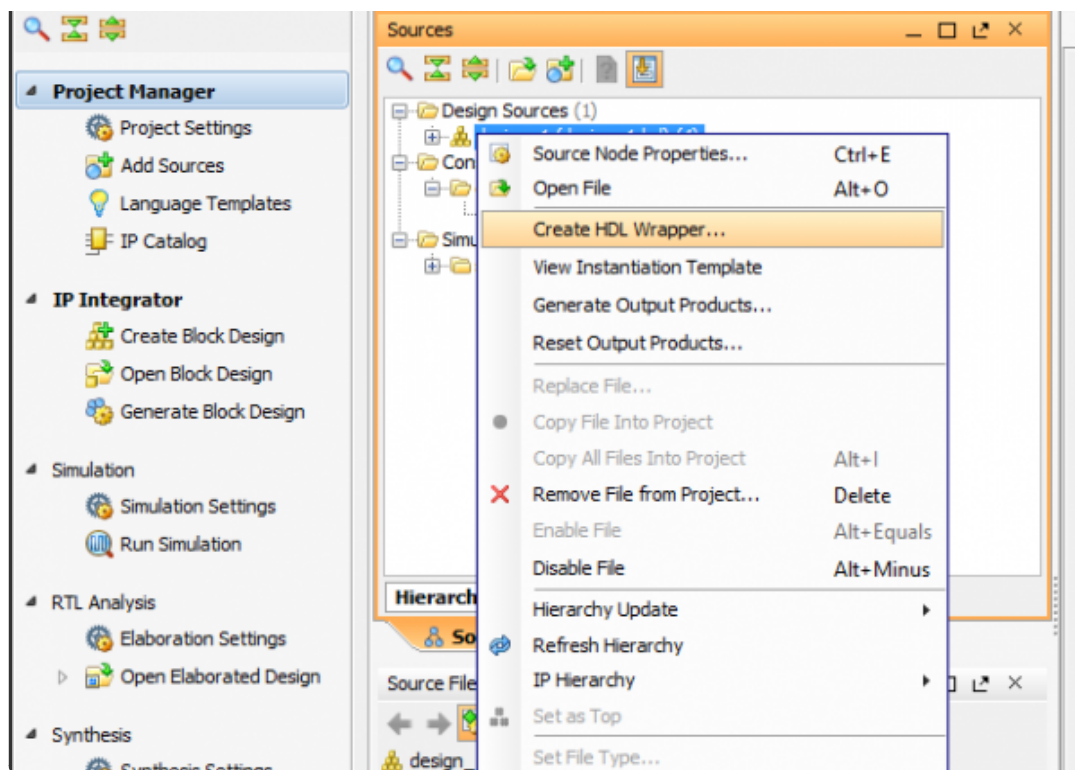 Project Manager
Project Settings
Add Sources
Language Templates
IP Catalog
IP Integrator
Create Block Design
Open Block Design
Generate Block Design
Simulation
Simulation Settings
Run Simulation
RTL Analysis
Elaboration Settings
Open Elaborated Design
Synthesis
Synthesis Settings
Sources
Design Sources (1)
Con
Simu
Hierarch
So
Source File
design_
Source Node Properties... Ctrl+E
Open File Alt+O
Create HDL Wrapper...
View Instantiation Template
Generate Output Products...
Reset Output Products...
Replace File...
Copy File Into Project
Copy All Files Into Project Alt+I
Remove File from Project... Delete
Enable File Alt+Equals
Disable File Alt+Minus
Hierarchy Update
Refresh Hierarchy
IP Hierarchy
Set as Top
Set File Type...